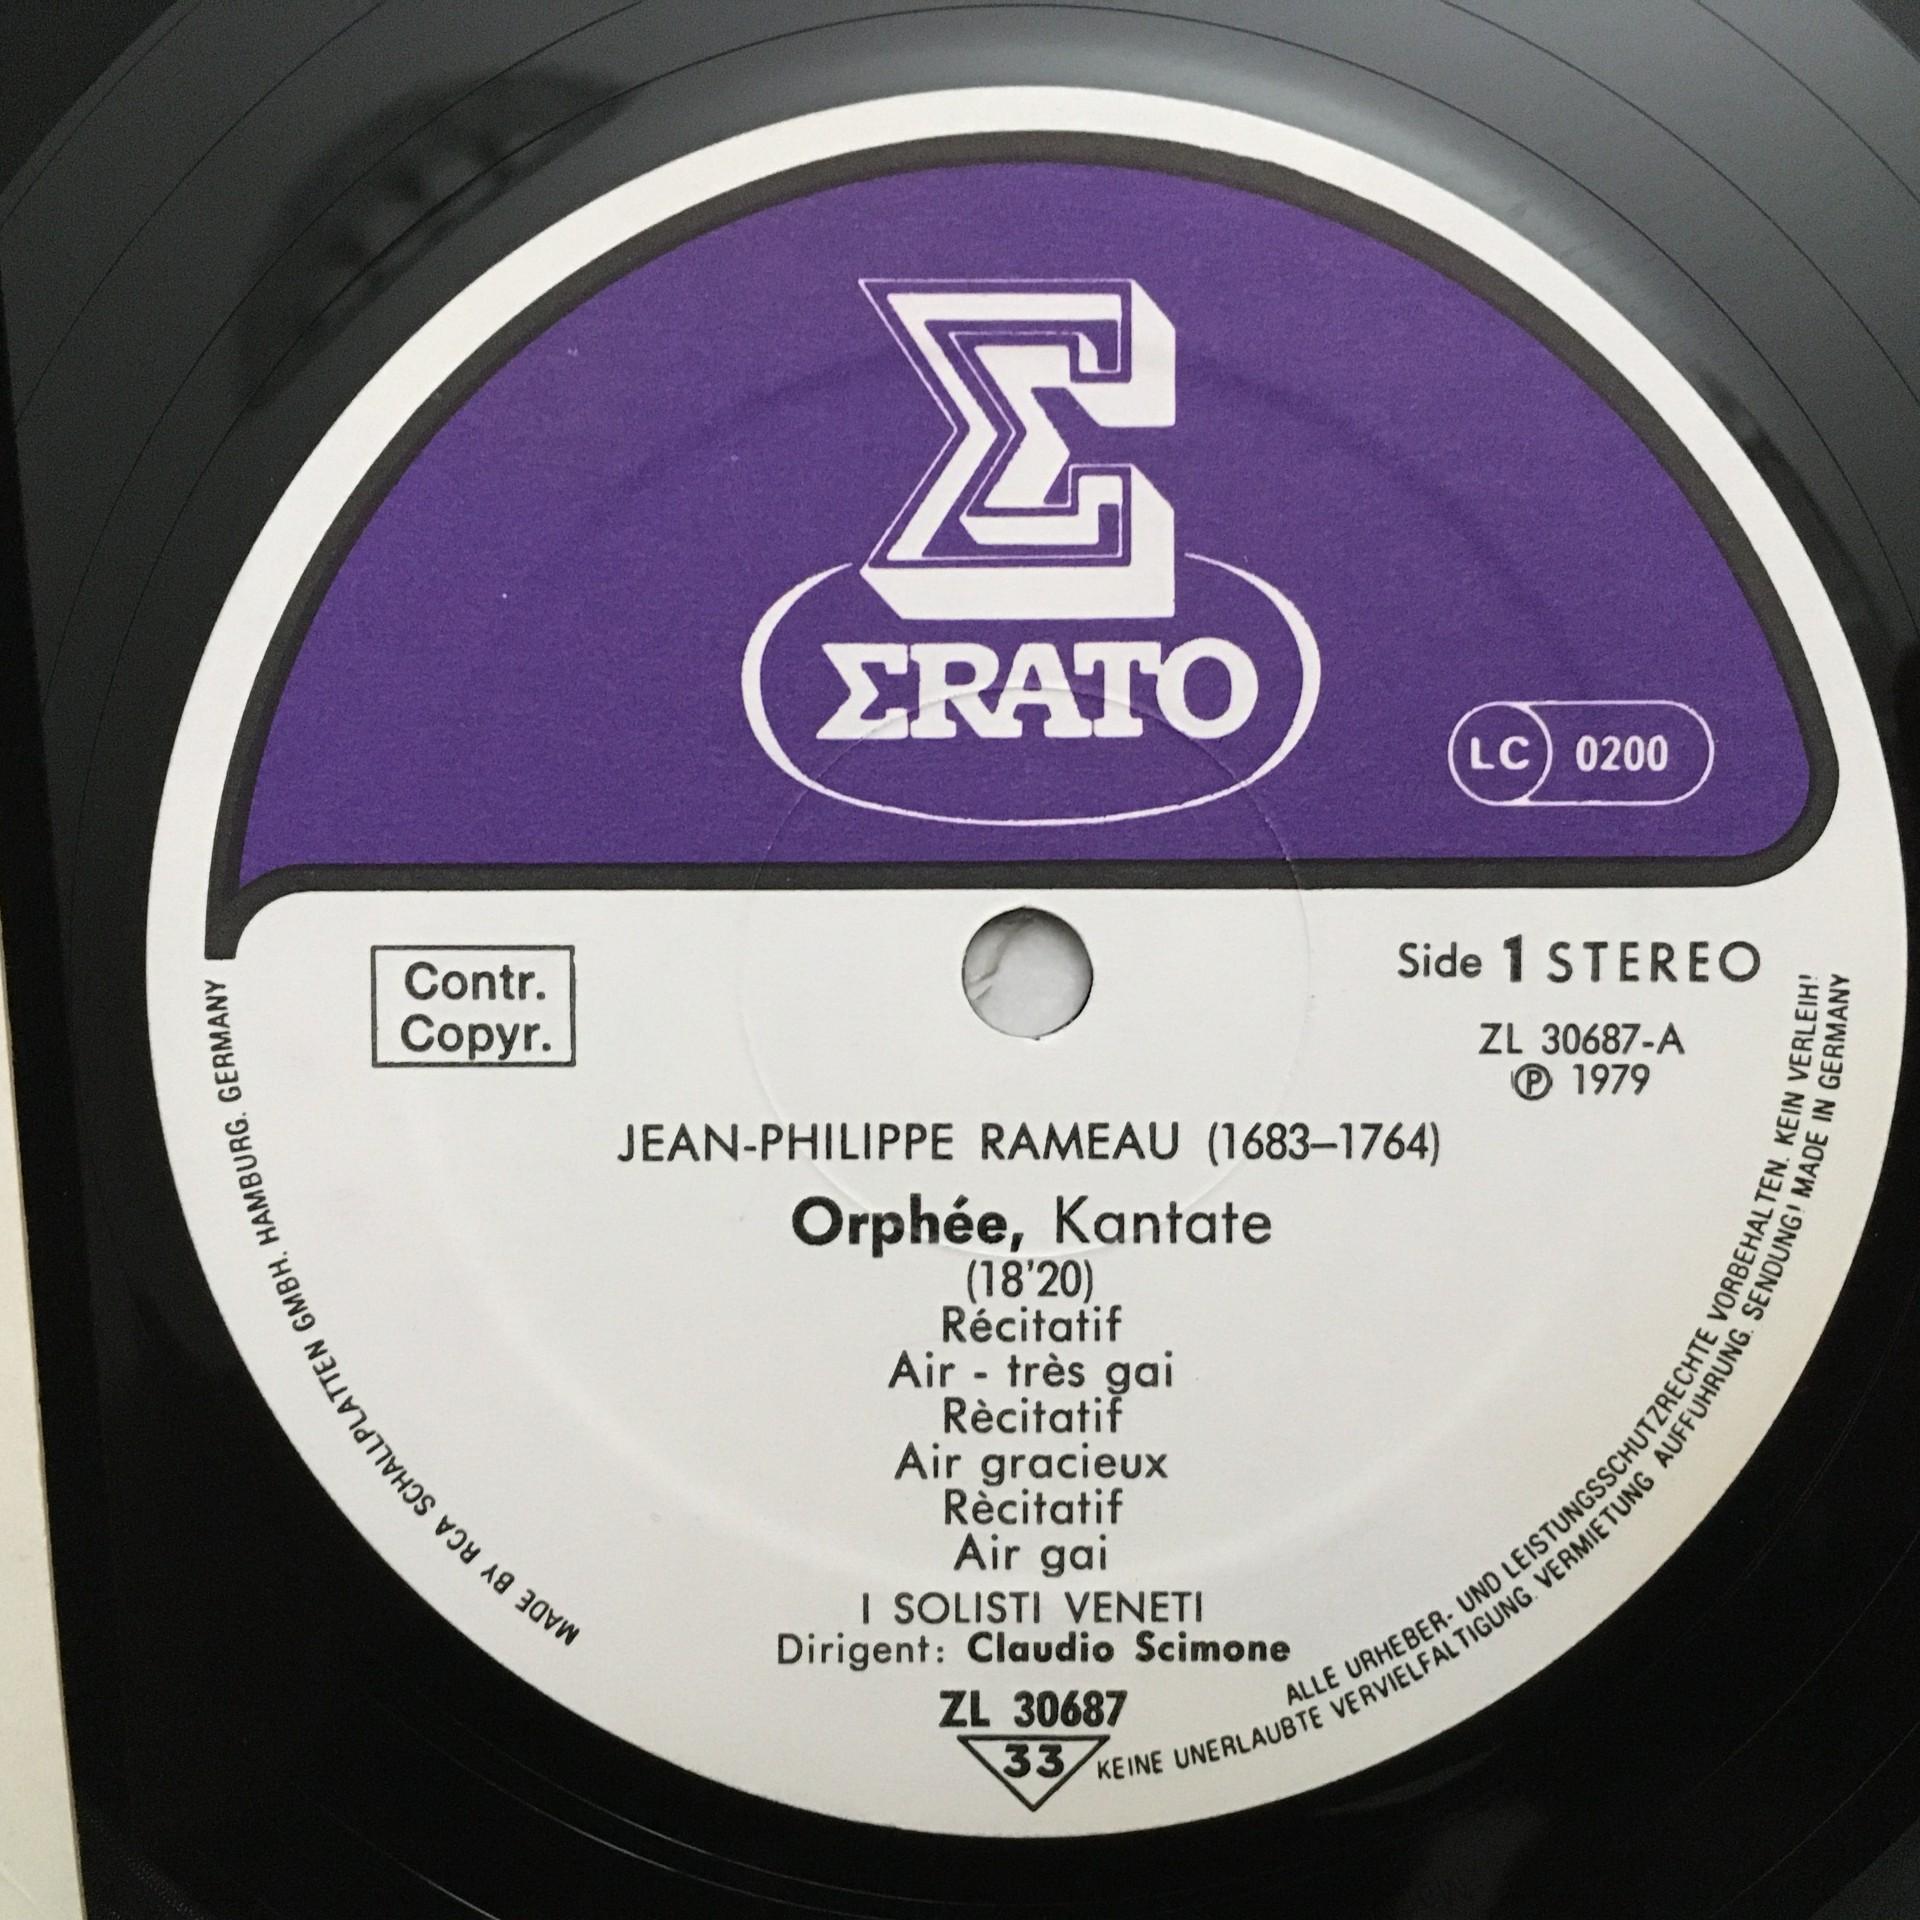 Σ
ΣRATO
LC 0200
Contr.
Copyr.
Side 1 STEREO
ZL 30687-A
Ⓟ 1979
JEAN-PHILIPPE RAMEAU (1683–1764)
Orphée, Kantate
(18'20)
Récitatif
Air - très gai
Rècitatif
Air gracieux
Rècitatif
Air gai
I SOLISTI VENETI
Dirigent: Claudio Scimone
ZL 30687
33
MADE BY RCA SCHALLPLATTEN GMBH. HAMBURG. GERMANY
ALLE URHEBER- UND LEISTUNGSSCHUTZRECHTE VORBEHALTEN. KEIN VERLEIH!
KEINE UNERLAUBTE VERVIELFALTIGUNG. VERMIETUNG AUFFUHRUNG. SENDUNG! MADE IN GERMANY